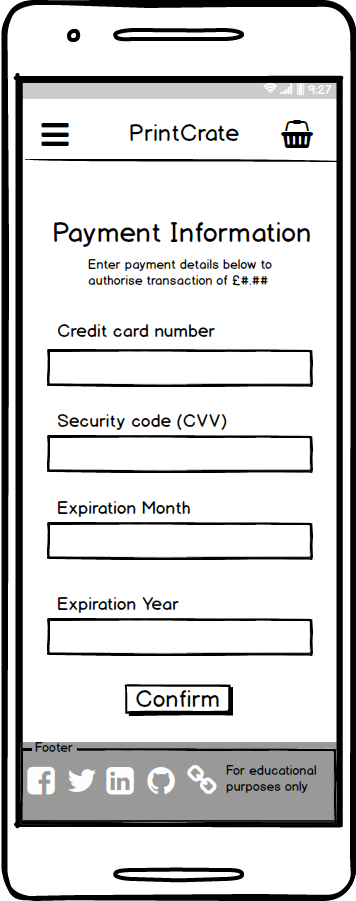 9:27
PrintCrate
Payment Information
Enter payment details below to
authorise transaction of £#.##
Credit card number
Security code (CVV)
Expiration Month
Expiration Year
Confirm
Footer
For educational
purposes only